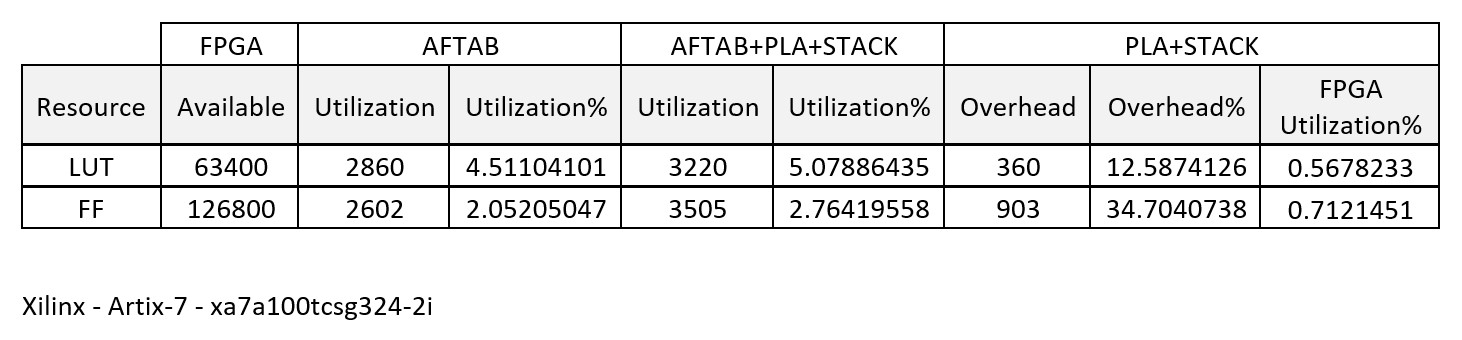 FPGA AFTAB AFTAB+PLA+STACK PLA+STACK
Resource Available Utilization Utilization% Utilization Utilization% Overhead Overhead% FPGA Utilization%
LUT 63400 2860 4.51104101 3220 5.07886435 360 12.5874126 0.5678233
FF 126800 2602 2.05205047 3505 2.76419558 903 34.7040738 0.7121451
Xilinx - Artix-7 - xa7a100tcsg324-2i